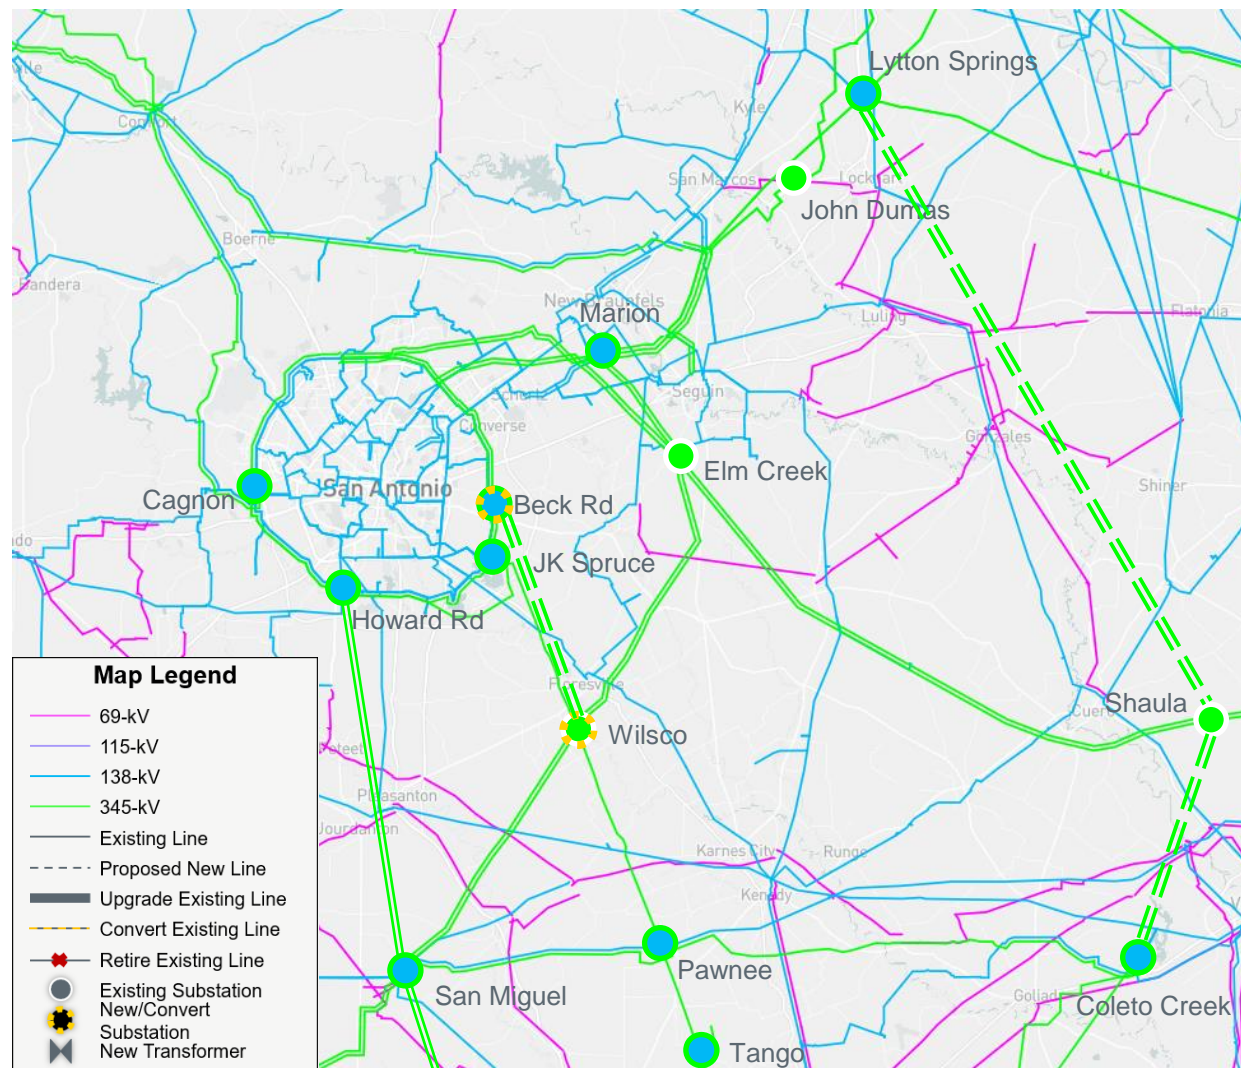 Lytton Springs
Kyle
San Marcos
John Dumas
Boerne
Bandera
New Braunfels
Marion
Luling
Flatonia
Seguin
Schertz
Converse
Gonzales
Elm Creek
Shiner
Cagnon
San Antonio
Beck Rd
JK Spruce
Howard Rd
Floresville
Wilsco
Shaula
Cuero
Poteet
Pleasanton
Jourdanton
Karnes City
Runge
Kenedy
Pawnee
San Miguel
Goliad
Coleto Creek
Tango
Map Legend
69-kV
115-kV
138-kV
345-kV
Existing Line
Proposed New Line
Upgrade Existing Line
Convert Existing Line
Retire Existing Line
Existing Substation
New/Convert
Substation
New Transformer